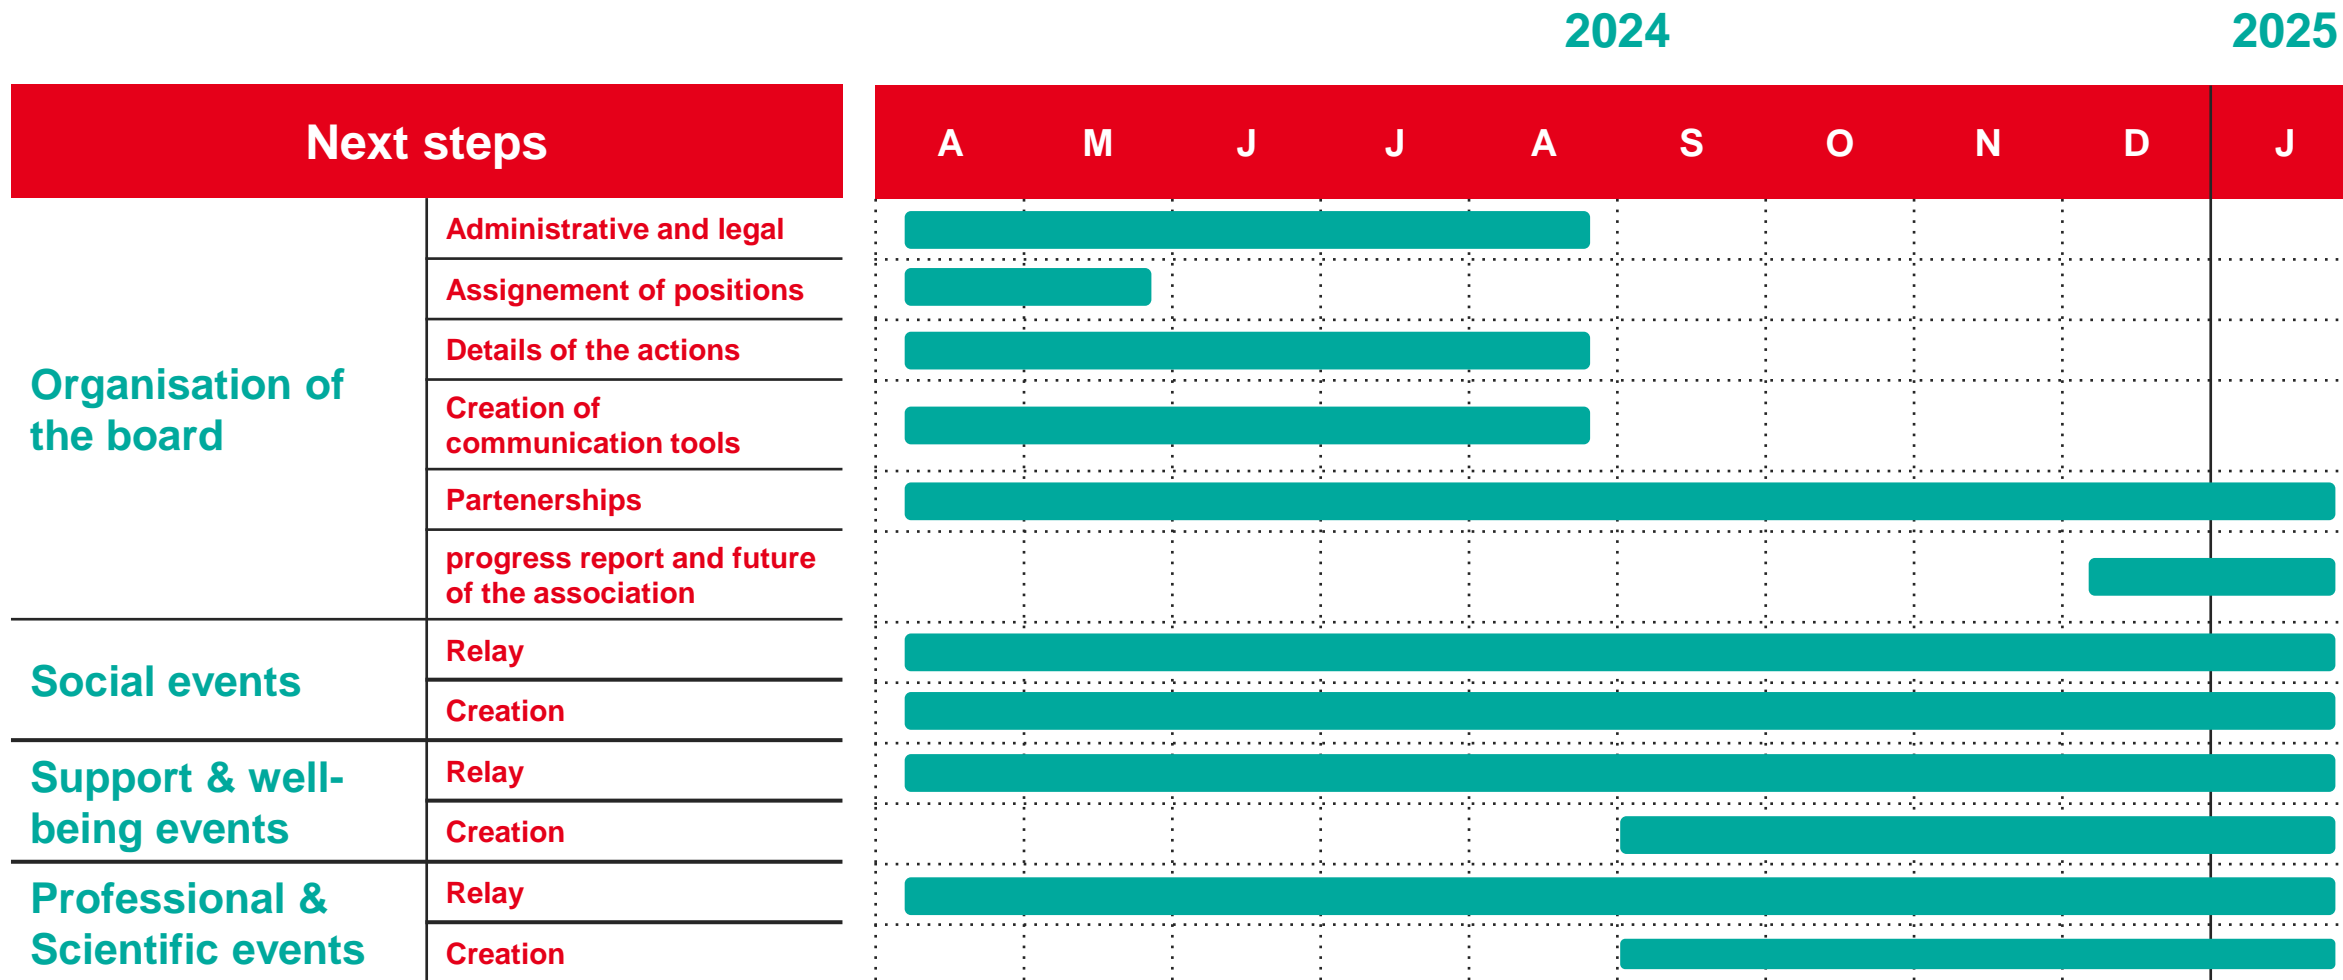 2024
2025
Next steps
A M J J A S O N D J
Organisation of
the board
Administrative and legal
Assignement of positions
Details of the actions
Creation of
communication tools
Partenerships
progress report and future
of the association
Social events
Relay
Creation
Support & well-
being events
Relay
Creation
Professional &
Scientific events
Relay
Creation